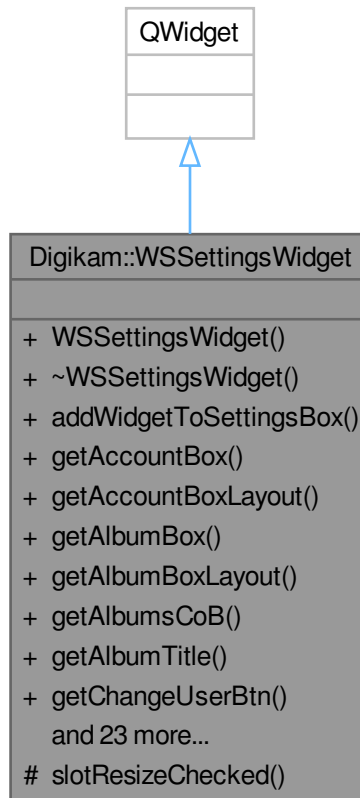 QWidget
Digikam::WSSettingsWidget
+ WSSettingsWidget()
+ ~WSSettingsWidget()
+ addWidgetToSettingsBox()
+ getAccountBox()
+ getAccountBoxLayout()
+ getAlbumBox()
+ getAlbumBoxLayout()
+ getAlbumsCoB()
+ getAlbumTitle()
+ getChangeUserBtn()
and 23 more...
# slotResizeChecked()